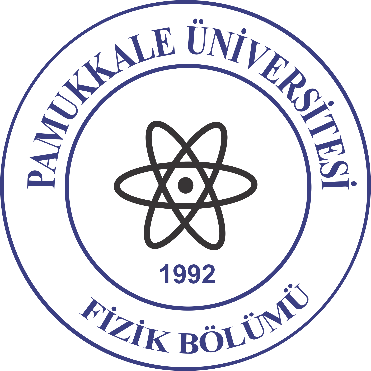 PAMUKKALE ÜNİVERSİTESİ
1992
FİZİK BÖLÜMÜ